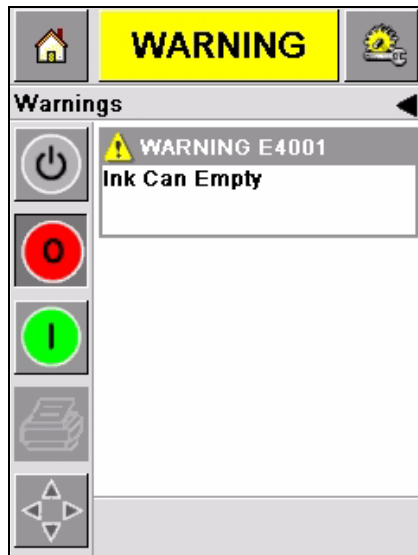 WARNING
Warnings
WARNING E4001
Ink Can Empty
O
I